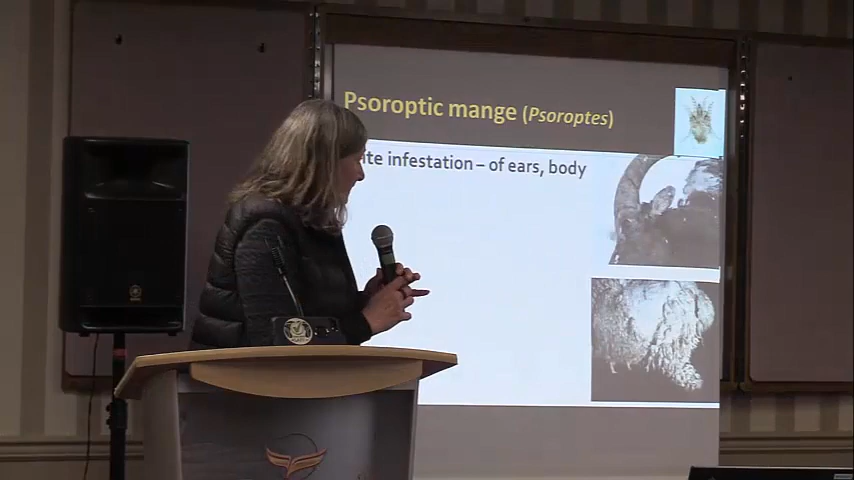 Psoroptic mange (Psoroptes)
ite infestation – of ears, body